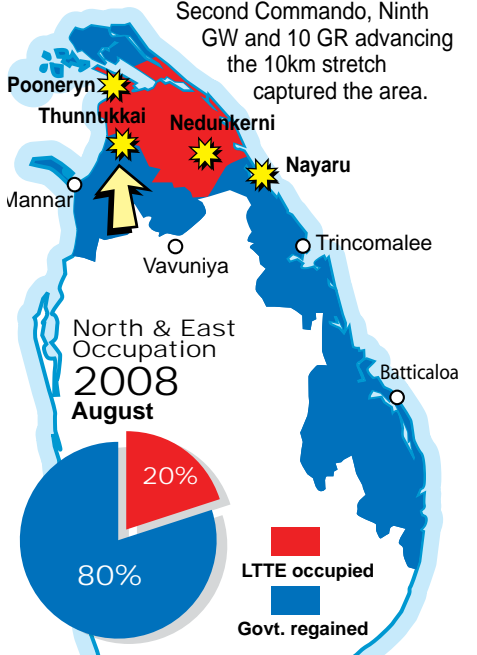 Second Commando, Ninth
GW and 10 GR advancing
the 10km stretch
captured the area.
Pooneryn
Thunnukkai
Nedunkerni
Nayaru
Mannar
Trincomalee
Vavuniya
North & East
Occupation
2008
August
Batticaloa
20%
80%
LTTE occupied
Govt. regained